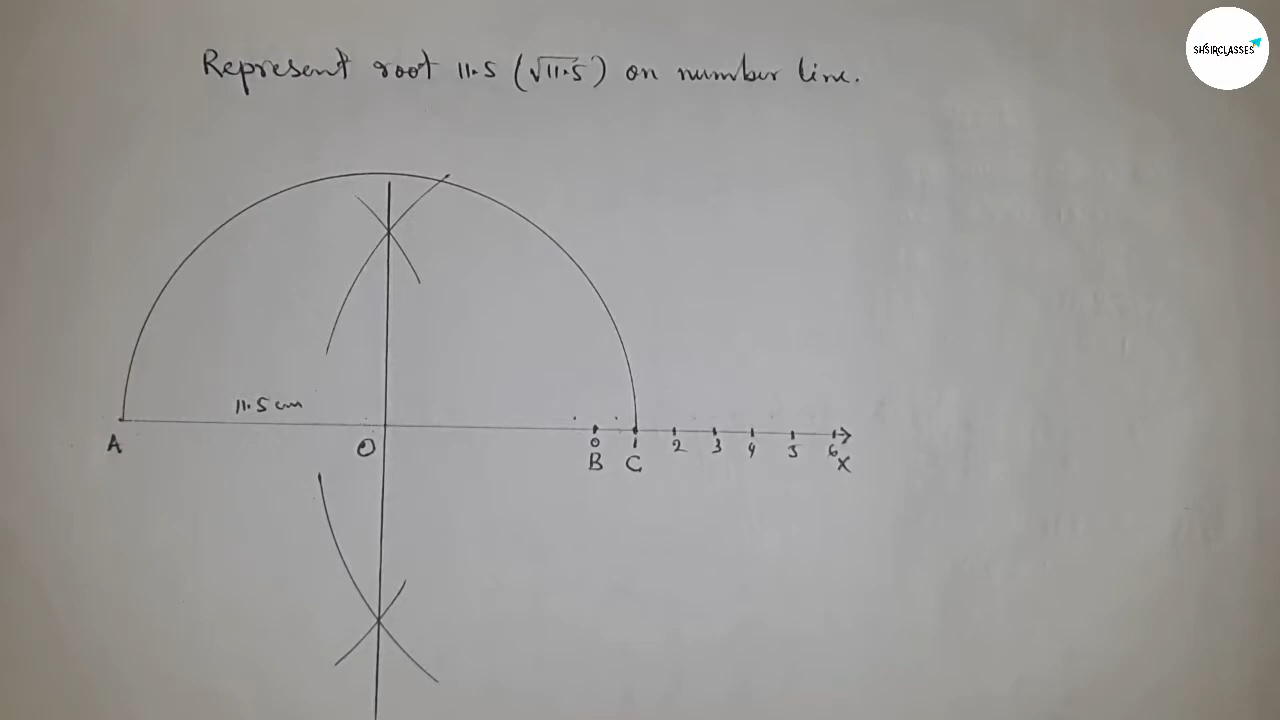 SHSIRCLASSES
Represent root 11.5 (√11.5) on number line.
11.5 cm
A O 0 1 2 3 4 5 6
B C X